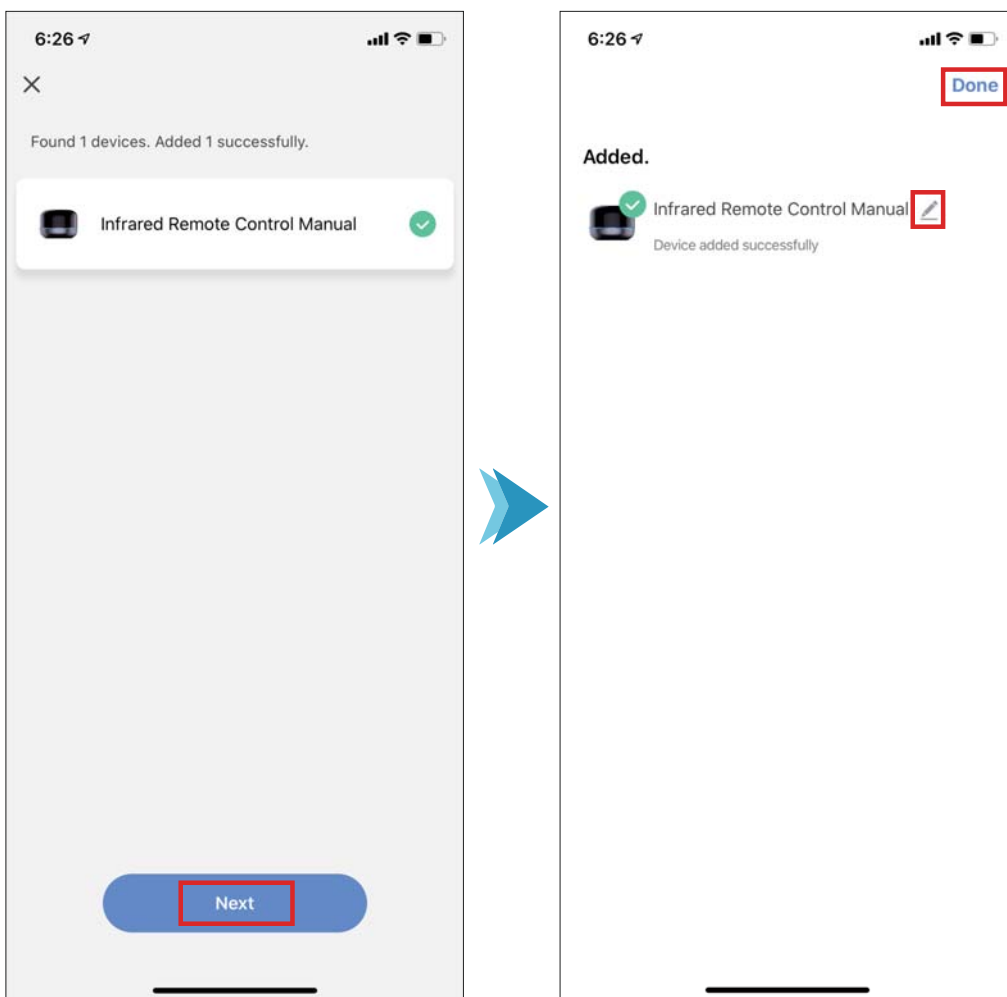 6:26
Found 1 devices. Added 1 successfully.
Infrared Remote Control Manual
Next
6:26
Done
Added.
Infrared Remote Control Manual
Device added successfully